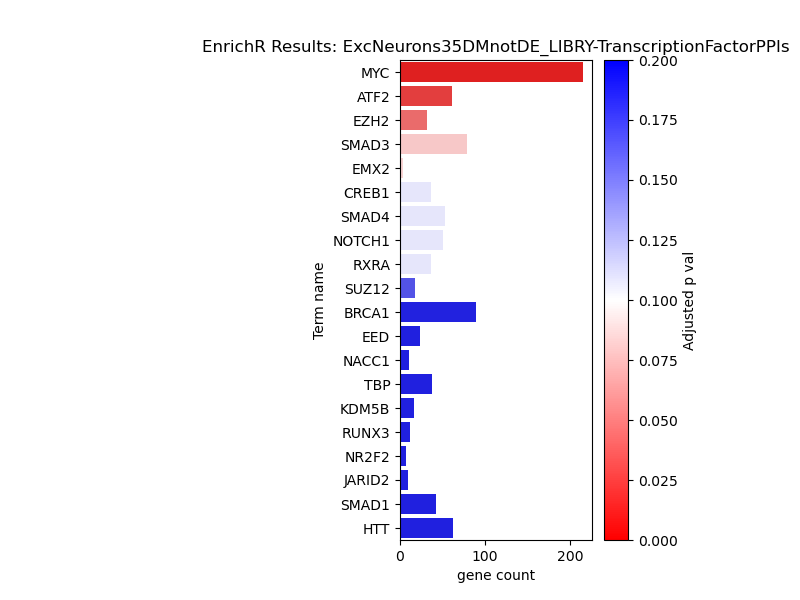 EnrichR Results: ExcNeurons35DMnotDE_LIBRY-TranscriptionFactorPPIs
MYC
ATF2
EZH2
SMAD3
EMX2
CREB1
SMAD4
NOTCH1
RXRA
SUZ12
BRCA1
EED
NACC1
TBP
KDM5B
RUNX3
NR2F2
JARID2
SMAD1
HTT
Term name
0 100 200
gene count
0.200
0.175
0.150
0.125
0.100
0.075
0.050
0.025
0.000
Adjusted p val